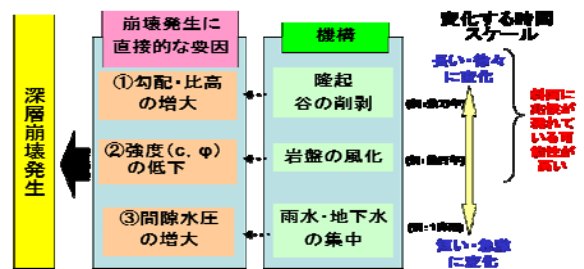 崩壊発生に
直接的な要因
機構
変化する時間
スケール
深層崩壊発生
①勾配・比高
の増大
隆起
谷の削剥
長い・徐々
に変化
②強度(c, φ)
の低下
岩盤の風化
③間隙水圧
の増大
雨水・地下水
の集中
短い・急激
に変化
斜面に